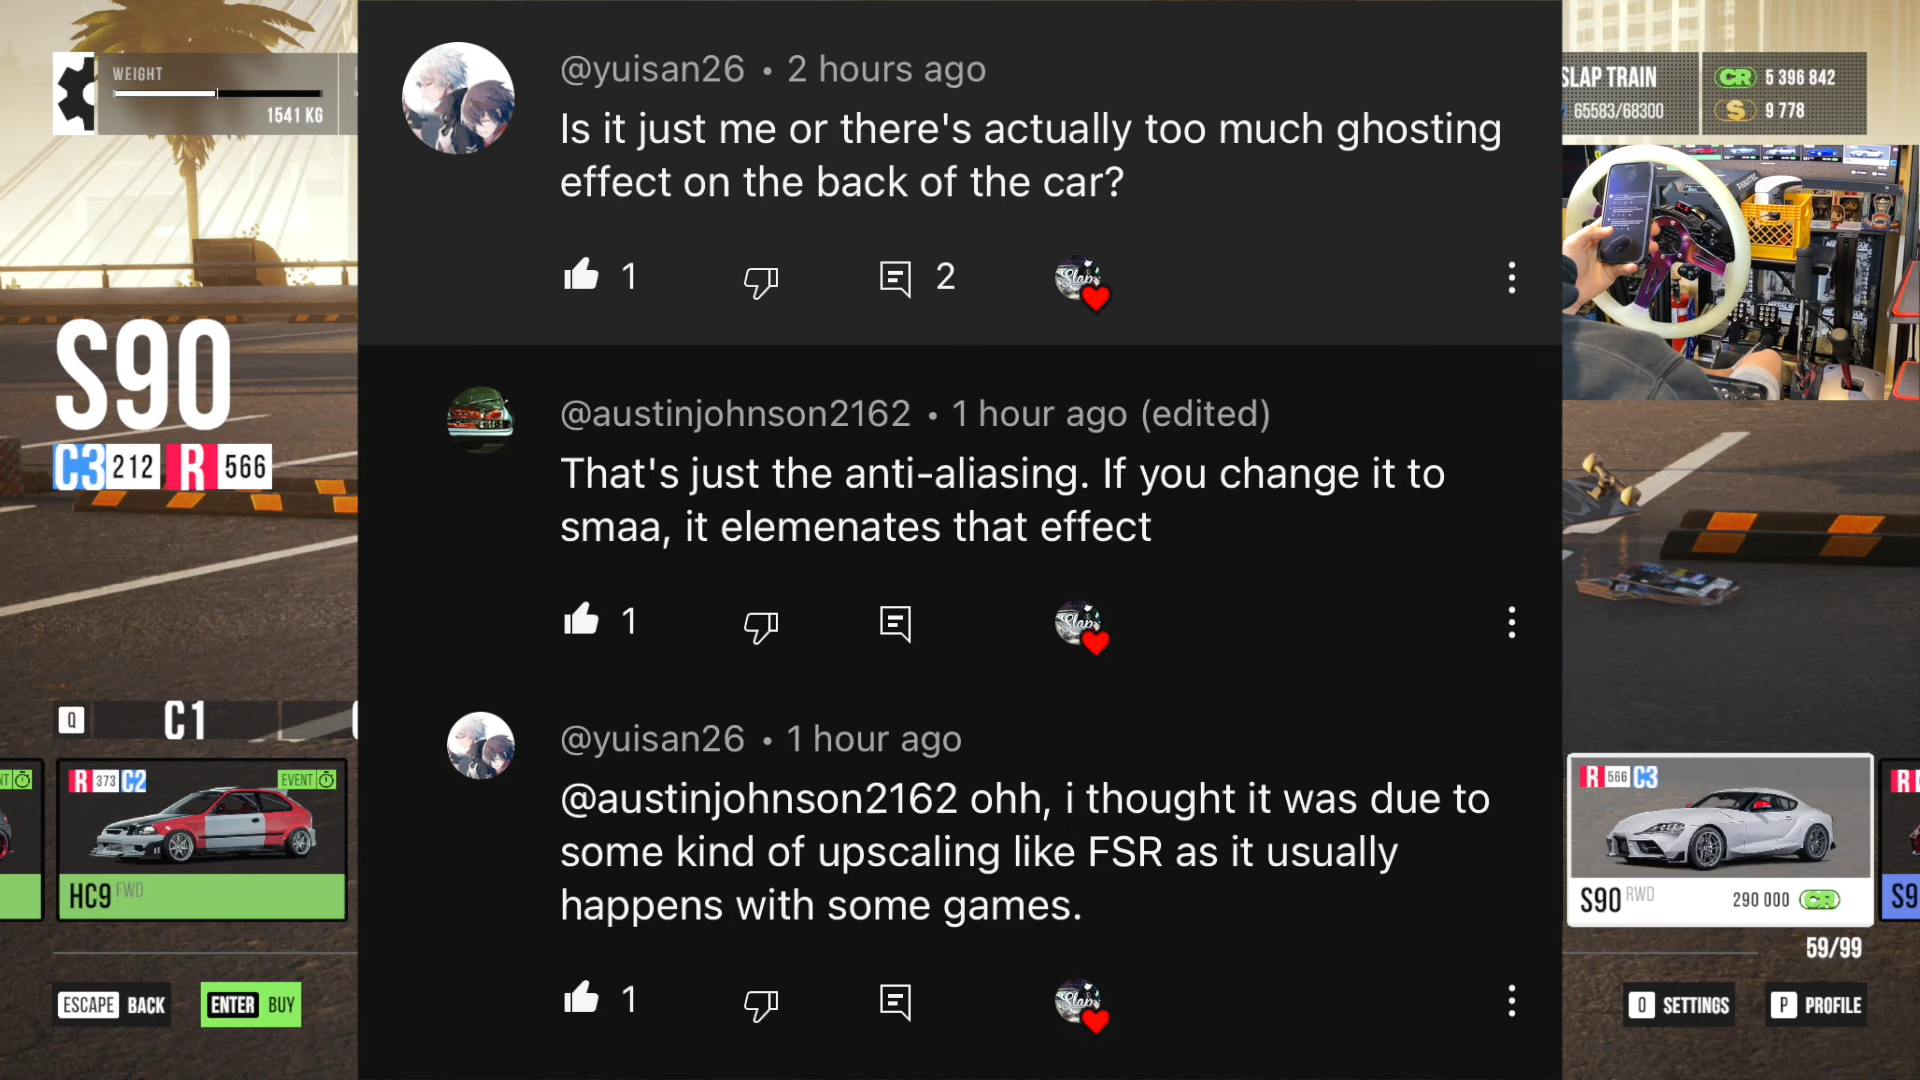 WEIGHT
1541 KG
SLAP TRAIN
65583/68300
CR 5 396 842
S 9 778
@yuisan26 • 2 hours ago
Is it just me or there's actually too much ghosting
effect on the back of the car?
1
2
Slap
S90
C3 212 R 566
@austinjohnson2162 • 1 hour ago (edited)
That's just the anti-aliasing. If you change it to
smaa, it elemenates that effect
1
Slap
@yuisan26 • 1 hour ago
@austinjohnson2162 ohh, i thought it was due to
some kind of upscaling like FSR as it usually
happens with some games.
1
Slap
Q
C1
R 373 C2
EVENT
HC9 FWD
R 566 C3
S90 RWD
290 000 CR
S9
59/99
ESCAPE BACK
ENTER BUY
O SETTINGS
P PROFILE